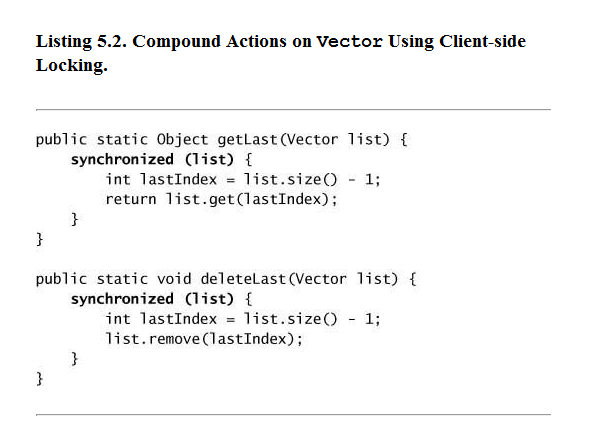 Listing 5.2. Compound Actions on Vector Using Client-side
Locking.
public static Object getLast(Vector list) {
    synchronized (list) {
        int lastIndex = list.size() - 1;
        return list.get(lastIndex);
    }
}
public static void deleteLast(Vector list) {
    synchronized (list) {
        int lastIndex = list.size() - 1;
        list.remove(lastIndex);
    }
}